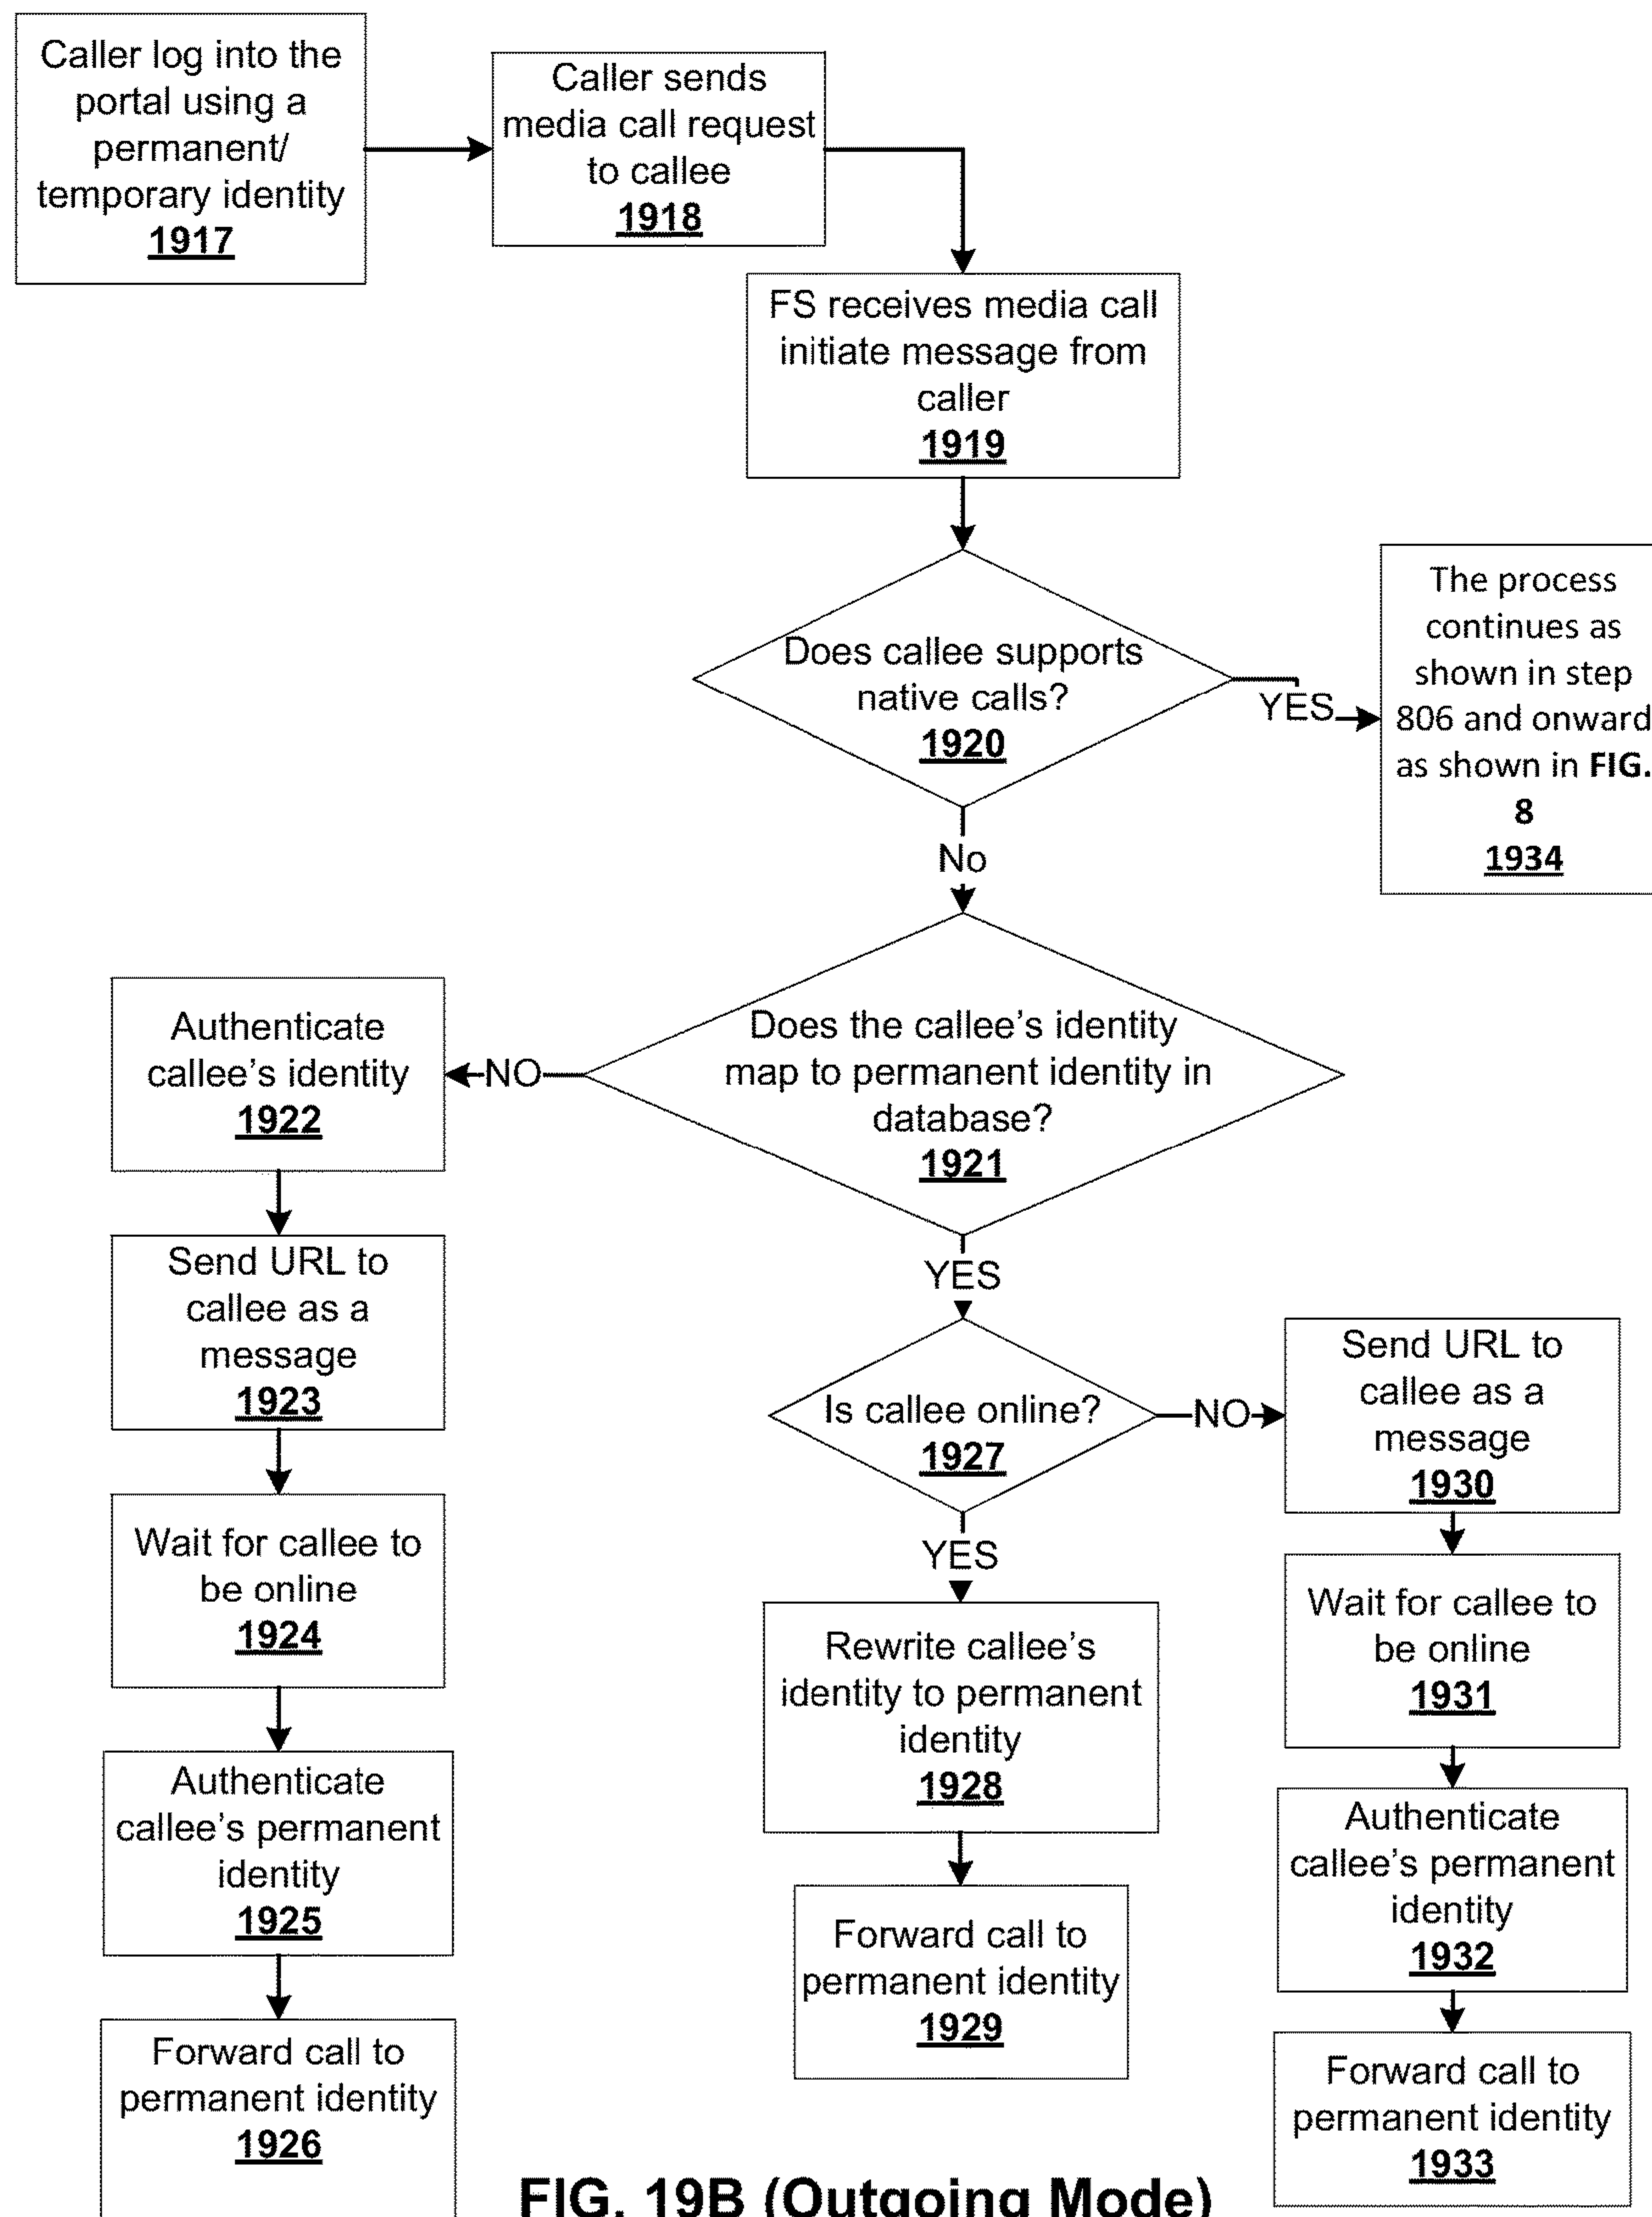 Caller log into the
portal using a
permanent/
temporary identity
1917
Caller sends
media call request
to callee
1918
FS receives media call
initiate message from
caller
1919
Does callee supports
native calls?
1920
YES
The process
continues as
shown in step
806 and onward
as shown in FIG.
8
1934
No
Does the callee's identity
map to permanent identity in
database?
1921
NO
Authenticate
callee's identity
1922
Send URL to
callee as a
message
1923
Wait for callee to
be online
1924
Authenticate
callee's permanent
identity
1925
Forward call to
permanent identity
1926
YES
Is callee online?
1927
YES
Rewrite callee's
identity to permanent
identity
1928
Forward call to
permanent identity
1929
NO
Send URL to
callee as a
message
1930
Wait for callee to
be online
1931
Authenticate
callee's permanent
identity
1932
Forward call to
permanent identity
1933
FIG. 19B (Outgoing Mode)